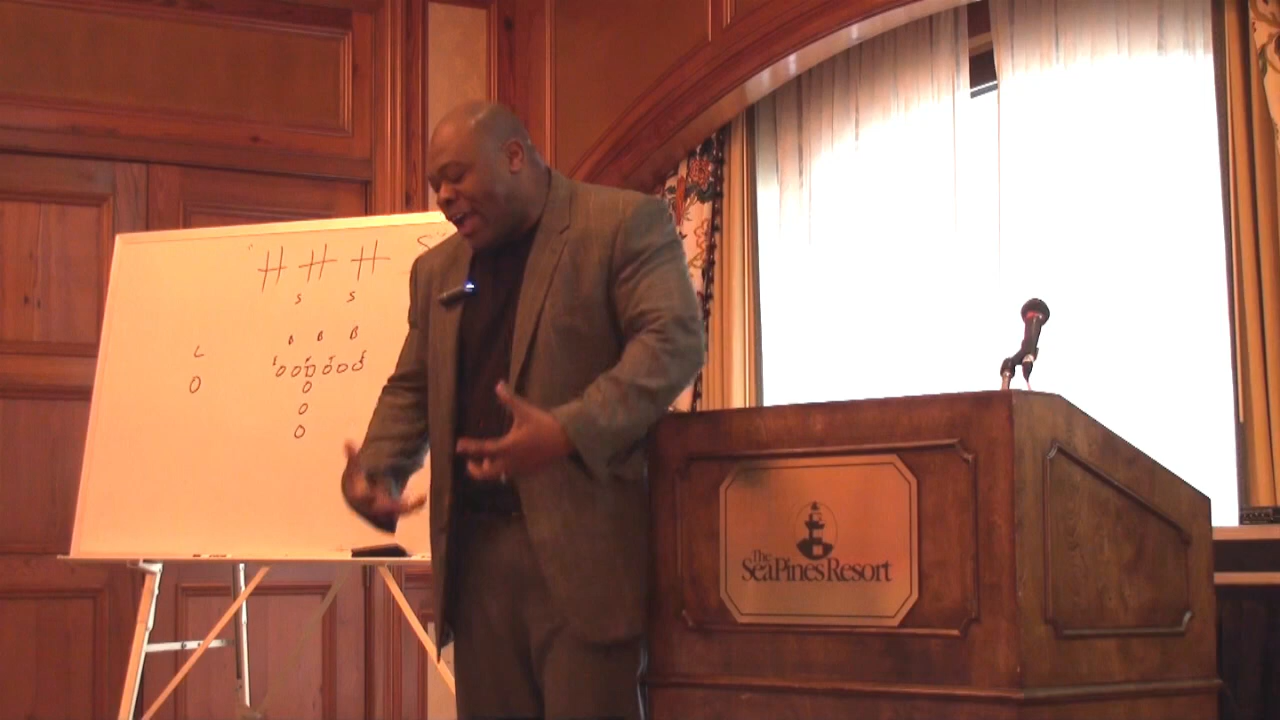 # # # S
S S
B B B
C
O O O □ O O O
O
O
O
The
SeaPines Resort